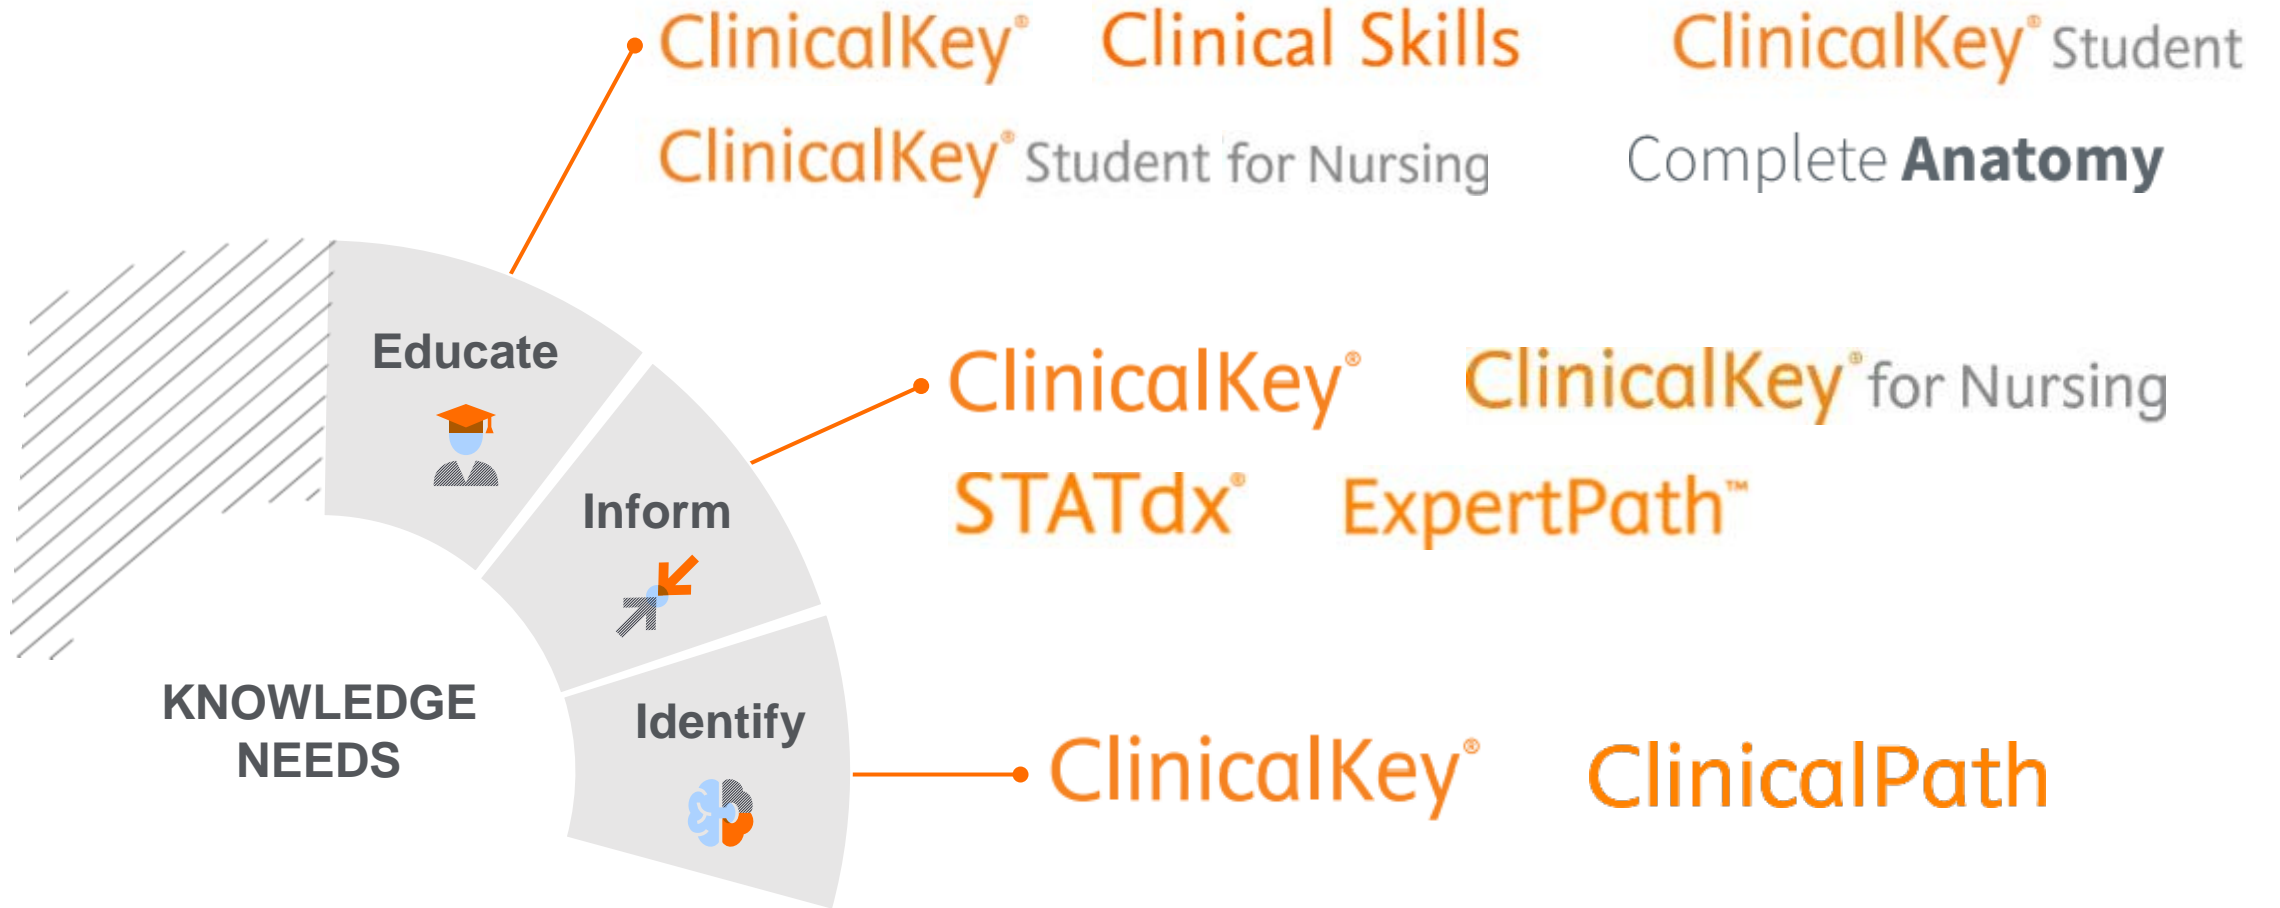 ClinicalKey® Clinical Skills ClinicalKey® Student
ClinicalKey® Student for Nursing Complete Anatomy
Educate
ClinicalKey® ClinicalKey® for Nursing
STATdx® ExpertPath™
Inform
KNOWLEDGE
NEEDS
Identify
ClinicalKey® ClinicalPath